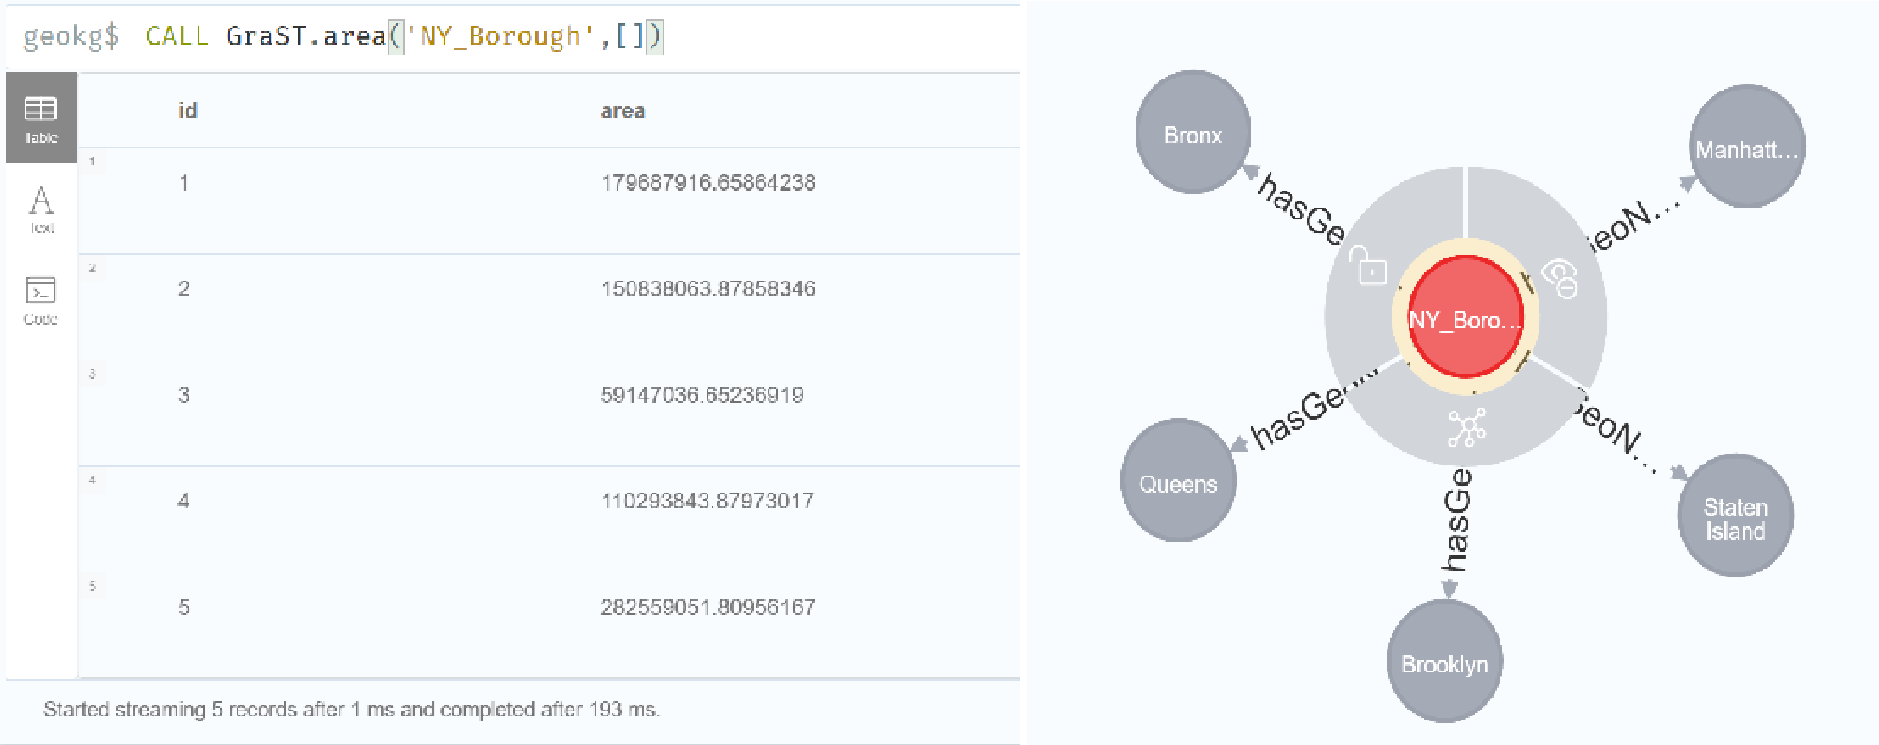 geokg$ CALL GraST.area('NY_Borough',[])
Table
Text
Code
id area
1 1 179687916.65864238
2 2 150838063.87858346
3 3 59147036.65236919
4 4 110293843.87973017
5 5 282559051.80956167
Started streaming 5 records after 1 ms and completed after 193 ms.
Bronx
Manhatt...
hasGe
eoN...
NY_Boro...
hasGe
eoN...
Queens
hasGe
Staten
Island
Brooklyn